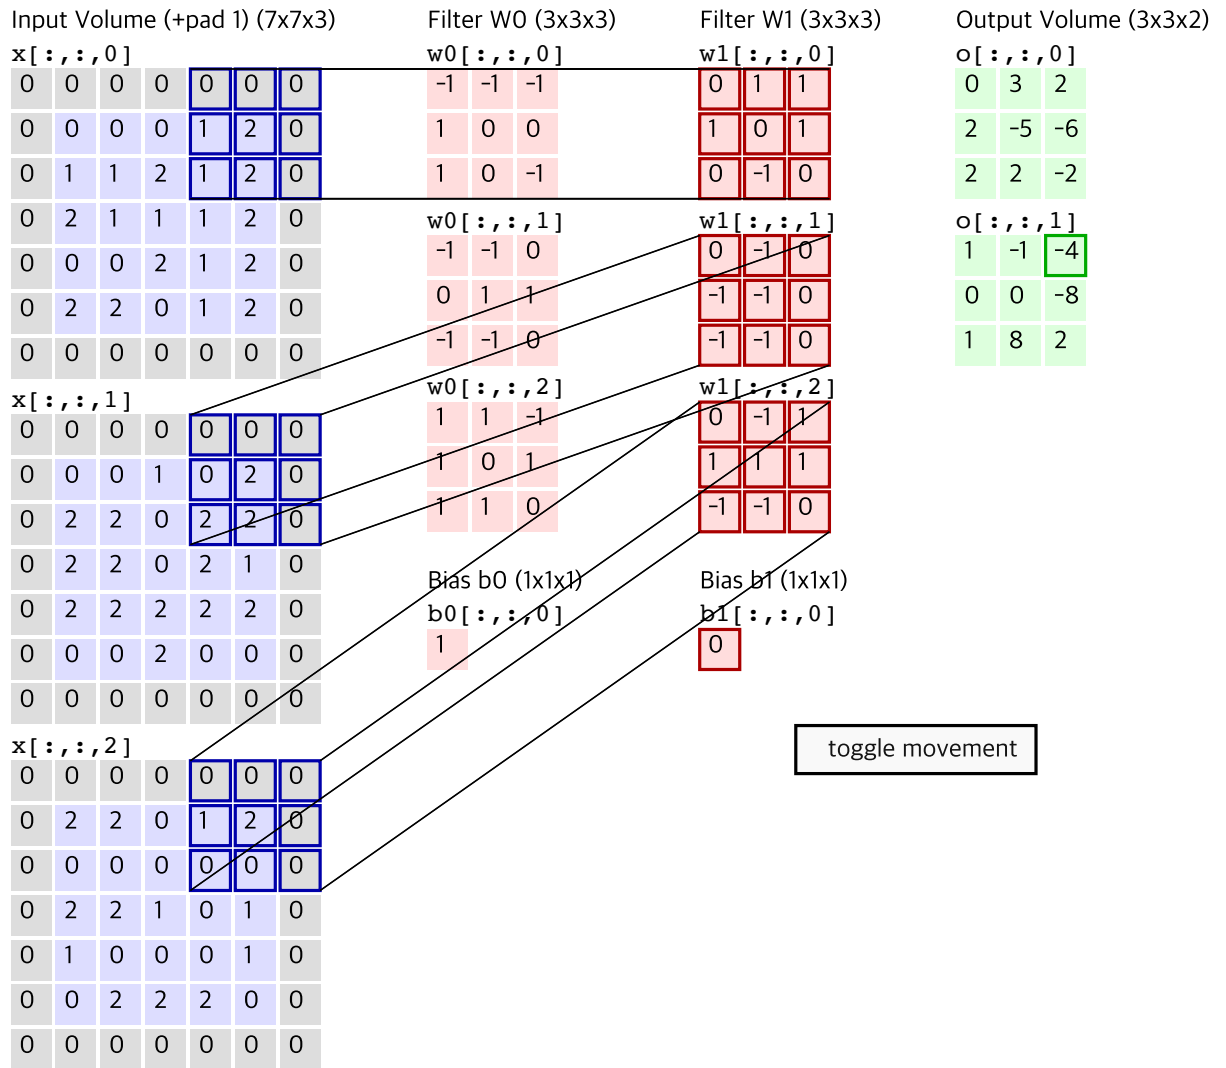 Input Volume (+pad 1) (7x7x3)
x[:,:,0]
0 0 0 0 0 0 0
0 0 0 0 1 2 0
0 1 1 2 1 2 0
0 2 1 1 1 2 0
0 0 0 2 1 2 0
0 2 2 0 1 2 0
0 0 0 0 0 0 0
x[:,:,1]
0 0 0 0 0 0 0
0 0 0 1 0 2 0
0 2 2 0 2 2 0
0 2 2 0 2 1 0
0 2 2 2 2 2 0
0 0 0 2 0 0 0
0 0 0 0 0 0 0
x[:,:,2]
0 0 0 0 0 0 0
0 2 2 0 1 2 0
0 0 0 0 0 0 0
0 2 2 1 0 1 0
0 1 0 0 0 1 0
0 0 2 2 2 0 0
0 0 0 0 0 0 0
Filter W0 (3x3x3)
w0[:,:,0]
-1 -1 -1
1 0 0
1 0 -1
w0[:,:,1]
-1 -1 0
0 1 1
-1 -1 0
w0[:,:,2]
1 1 -1
1 0 1
1 1 0
Bias b0 (1x1x1)
b0[:,:,0]
1
Filter W1 (3x3x3)
w1[:,:,0]
0 1 1
1 0 1
0 -1 0
w1[:,:,1]
0 -1 0
-1 -1 0
-1 -1 0
w1[:,:,2]
0 -1 1
1 1 1
-1 -1 0
Bias b1 (1x1x1)
b1[:,:,0]
0
Output Volume (3x3x2)
o[:,:,0]
0 3 2
2 -5 -6
2 2 -2
o[:,:,1]
1 -1 -4
0 0 -8
1 8 2
toggle movement